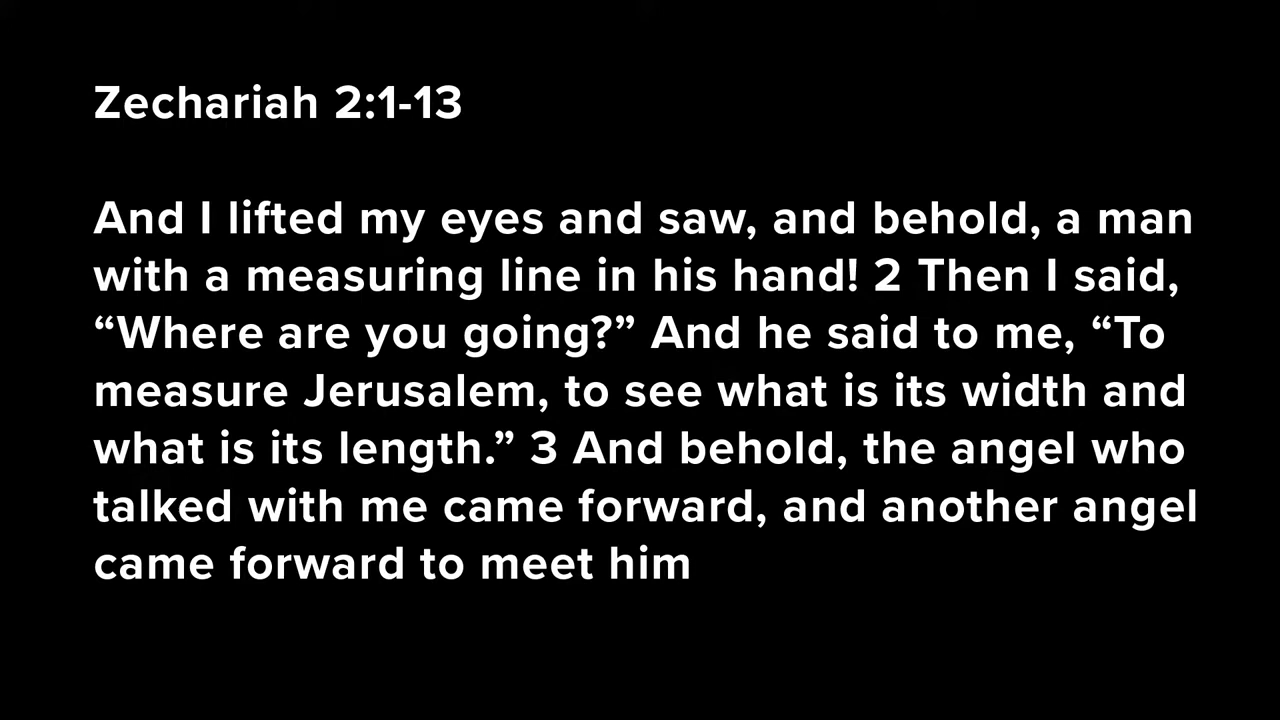 Zechariah 2:1-13
And I lifted my eyes and saw, and behold, a man
with a measuring line in his hand! 2 Then I said,
“Where are you going?” And he said to me, “To
measure Jerusalem, to see what is its width and
what is its length.” 3 And behold, the angel who
talked with me came forward, and another angel
came forward to meet him